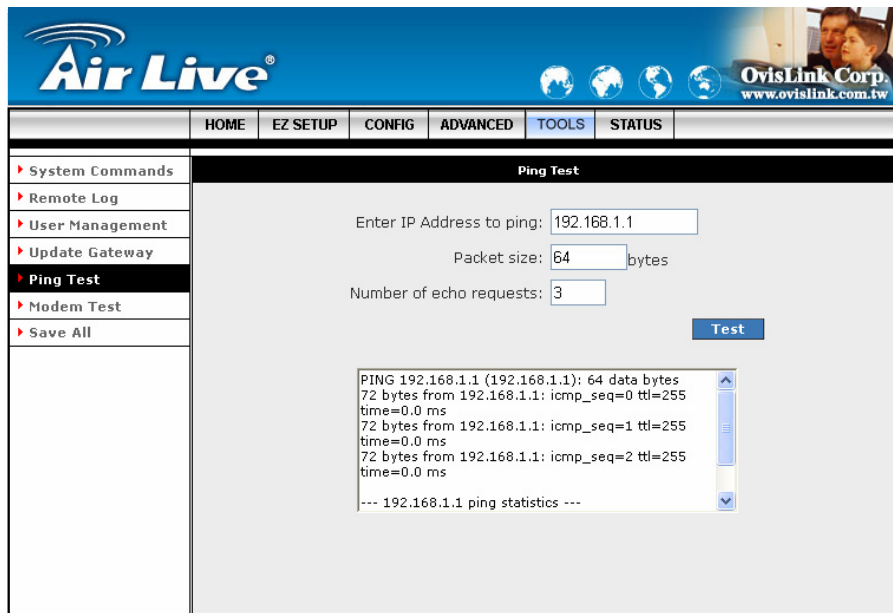 Air Live®
OvisLink Corp.
www.ovislink.com.tw
HOME EZ SETUP CONFIG ADVANCED TOOLS STATUS
System Commands
Remote Log
User Management
Update Gateway
Ping Test
Modem Test
Save All
Ping Test
Enter IP Address to ping: 192.168.1.1
Packet size: 64 bytes
Number of echo requests: 3
Test
PING 192.168.1.1 (192.168.1.1): 64 data bytes
72 bytes from 192.168.1.1: icmp_seq=0 ttl=255
time=0.0 ms
72 bytes from 192.168.1.1: icmp_seq=1 ttl=255
time=0.0 ms
72 bytes from 192.168.1.1: icmp_seq=2 ttl=255
time=0.0 ms
--- 192.168.1.1 ping statistics ---